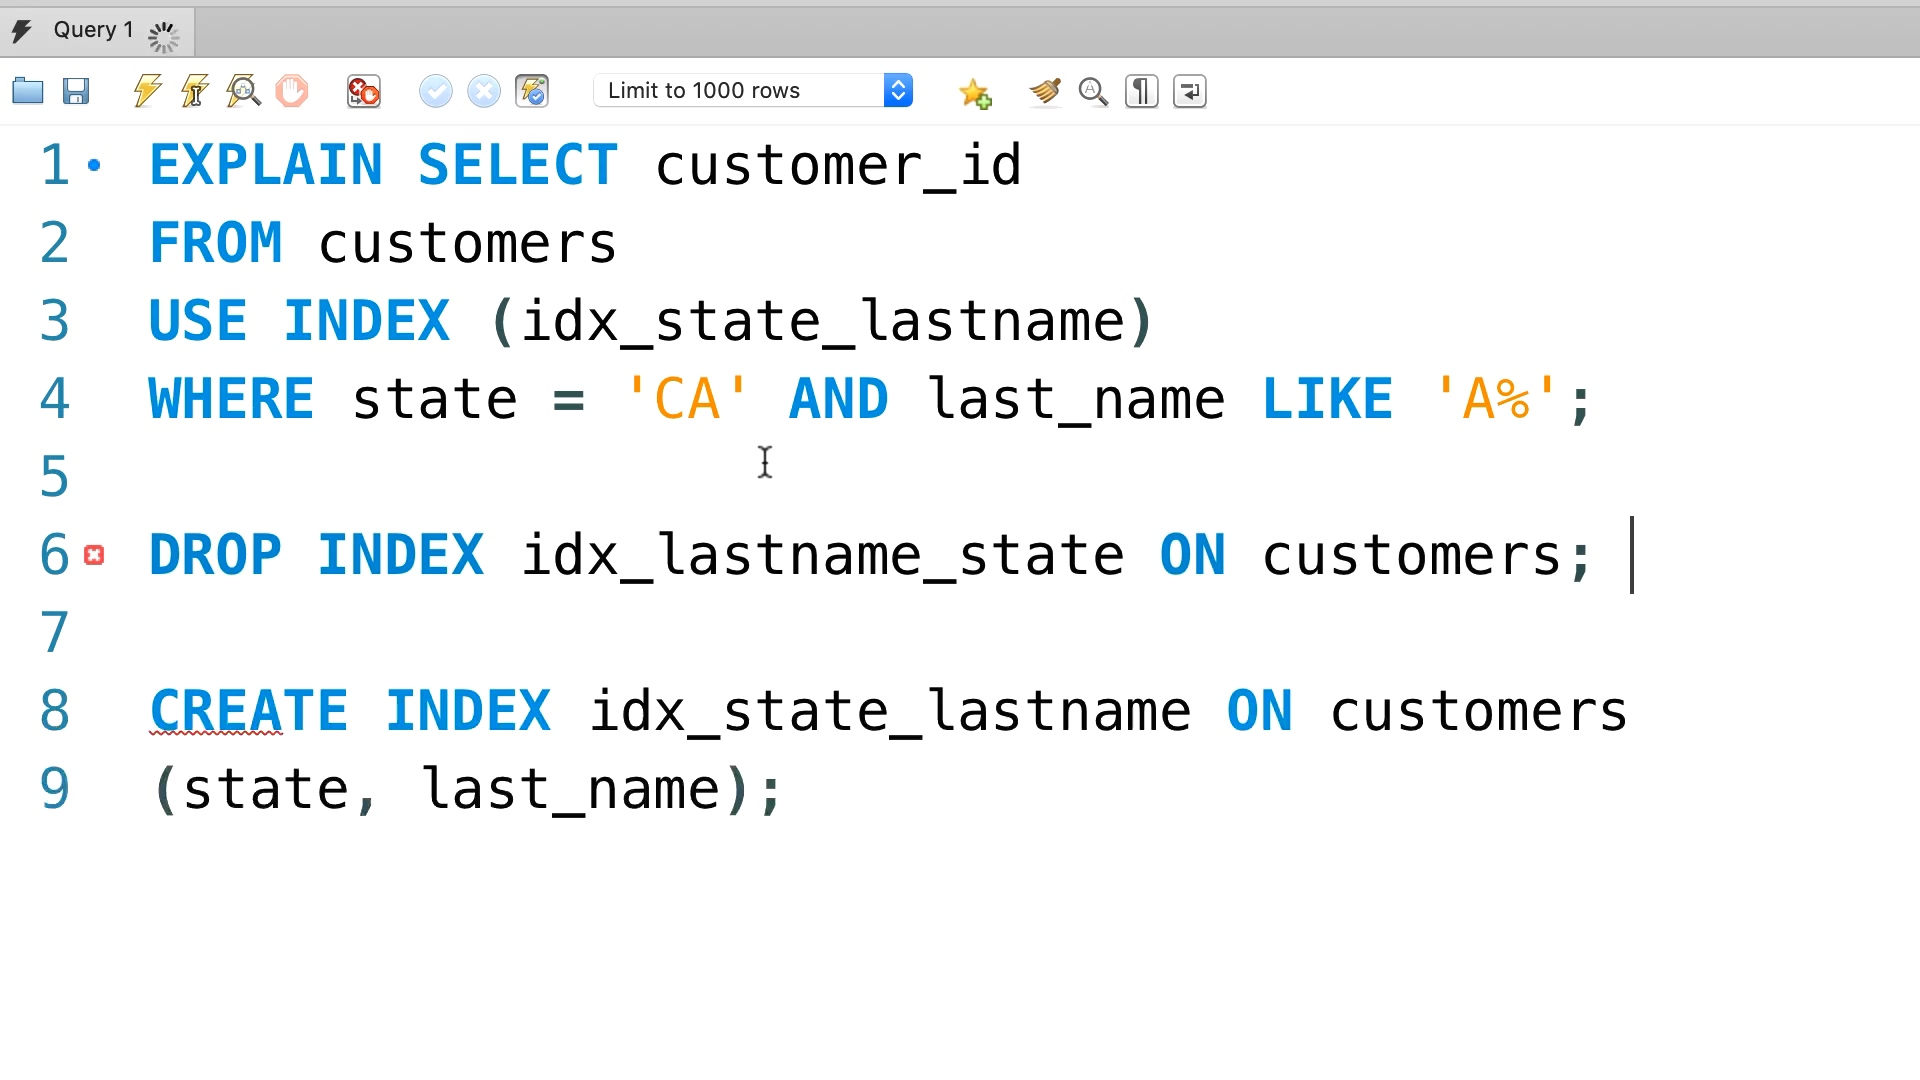 Query 1
Limit to 1000 rows
1 EXPLAIN SELECT customer_id
2 FROM customers
3 USE INDEX (idx_state_lastname)
4 WHERE state = 'CA' AND last_name LIKE 'A%';
5
6 DROP INDEX idx_lastname_state ON customers;
7
8 CREATE INDEX idx_state_lastname ON customers
9 (state, last_name);